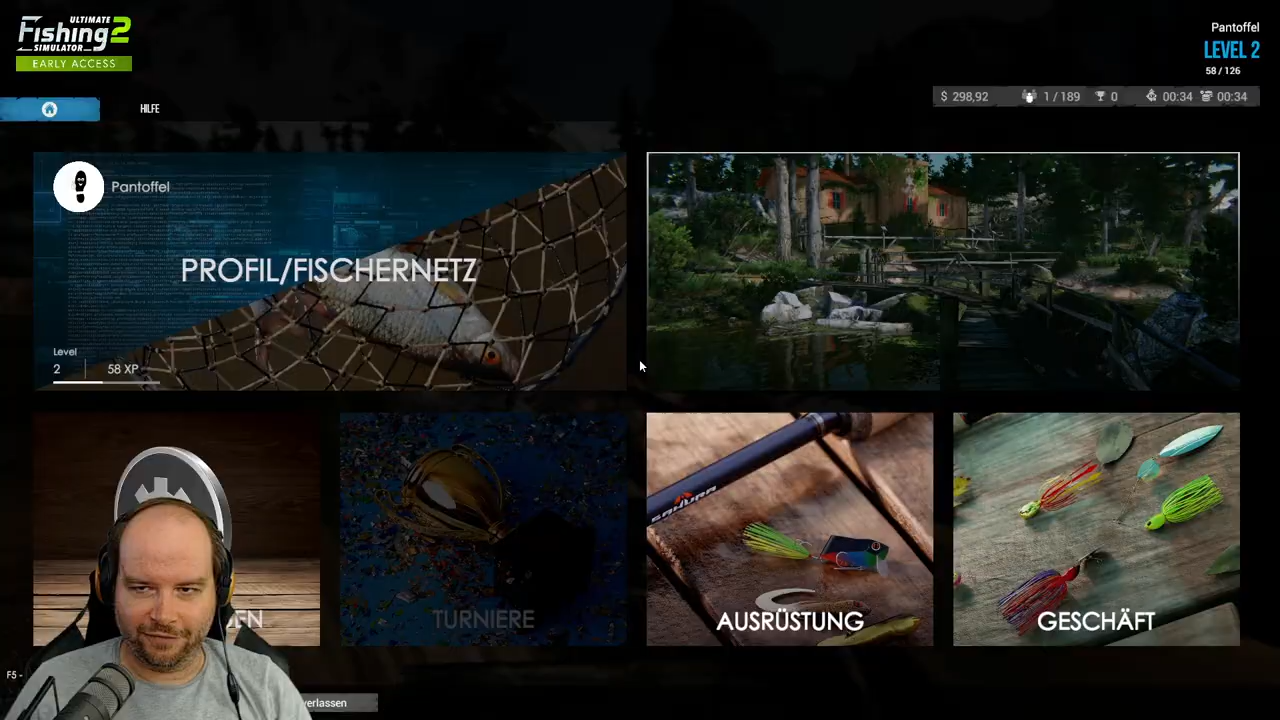 ULTIMATE
Fishing 2
SIMULATOR
EARLY ACCESS
Pantoffel
LEVEL 2
58 / 126
$ 298,92 1 / 189 0 00:34 00:34
HILFE
Pantoffel
PROFIL/FISCHERNETZ
Level
2 58 XP
SAKURA
TURNIERE
AUSRÜSTUNG
GESCHÄFT
F5 -